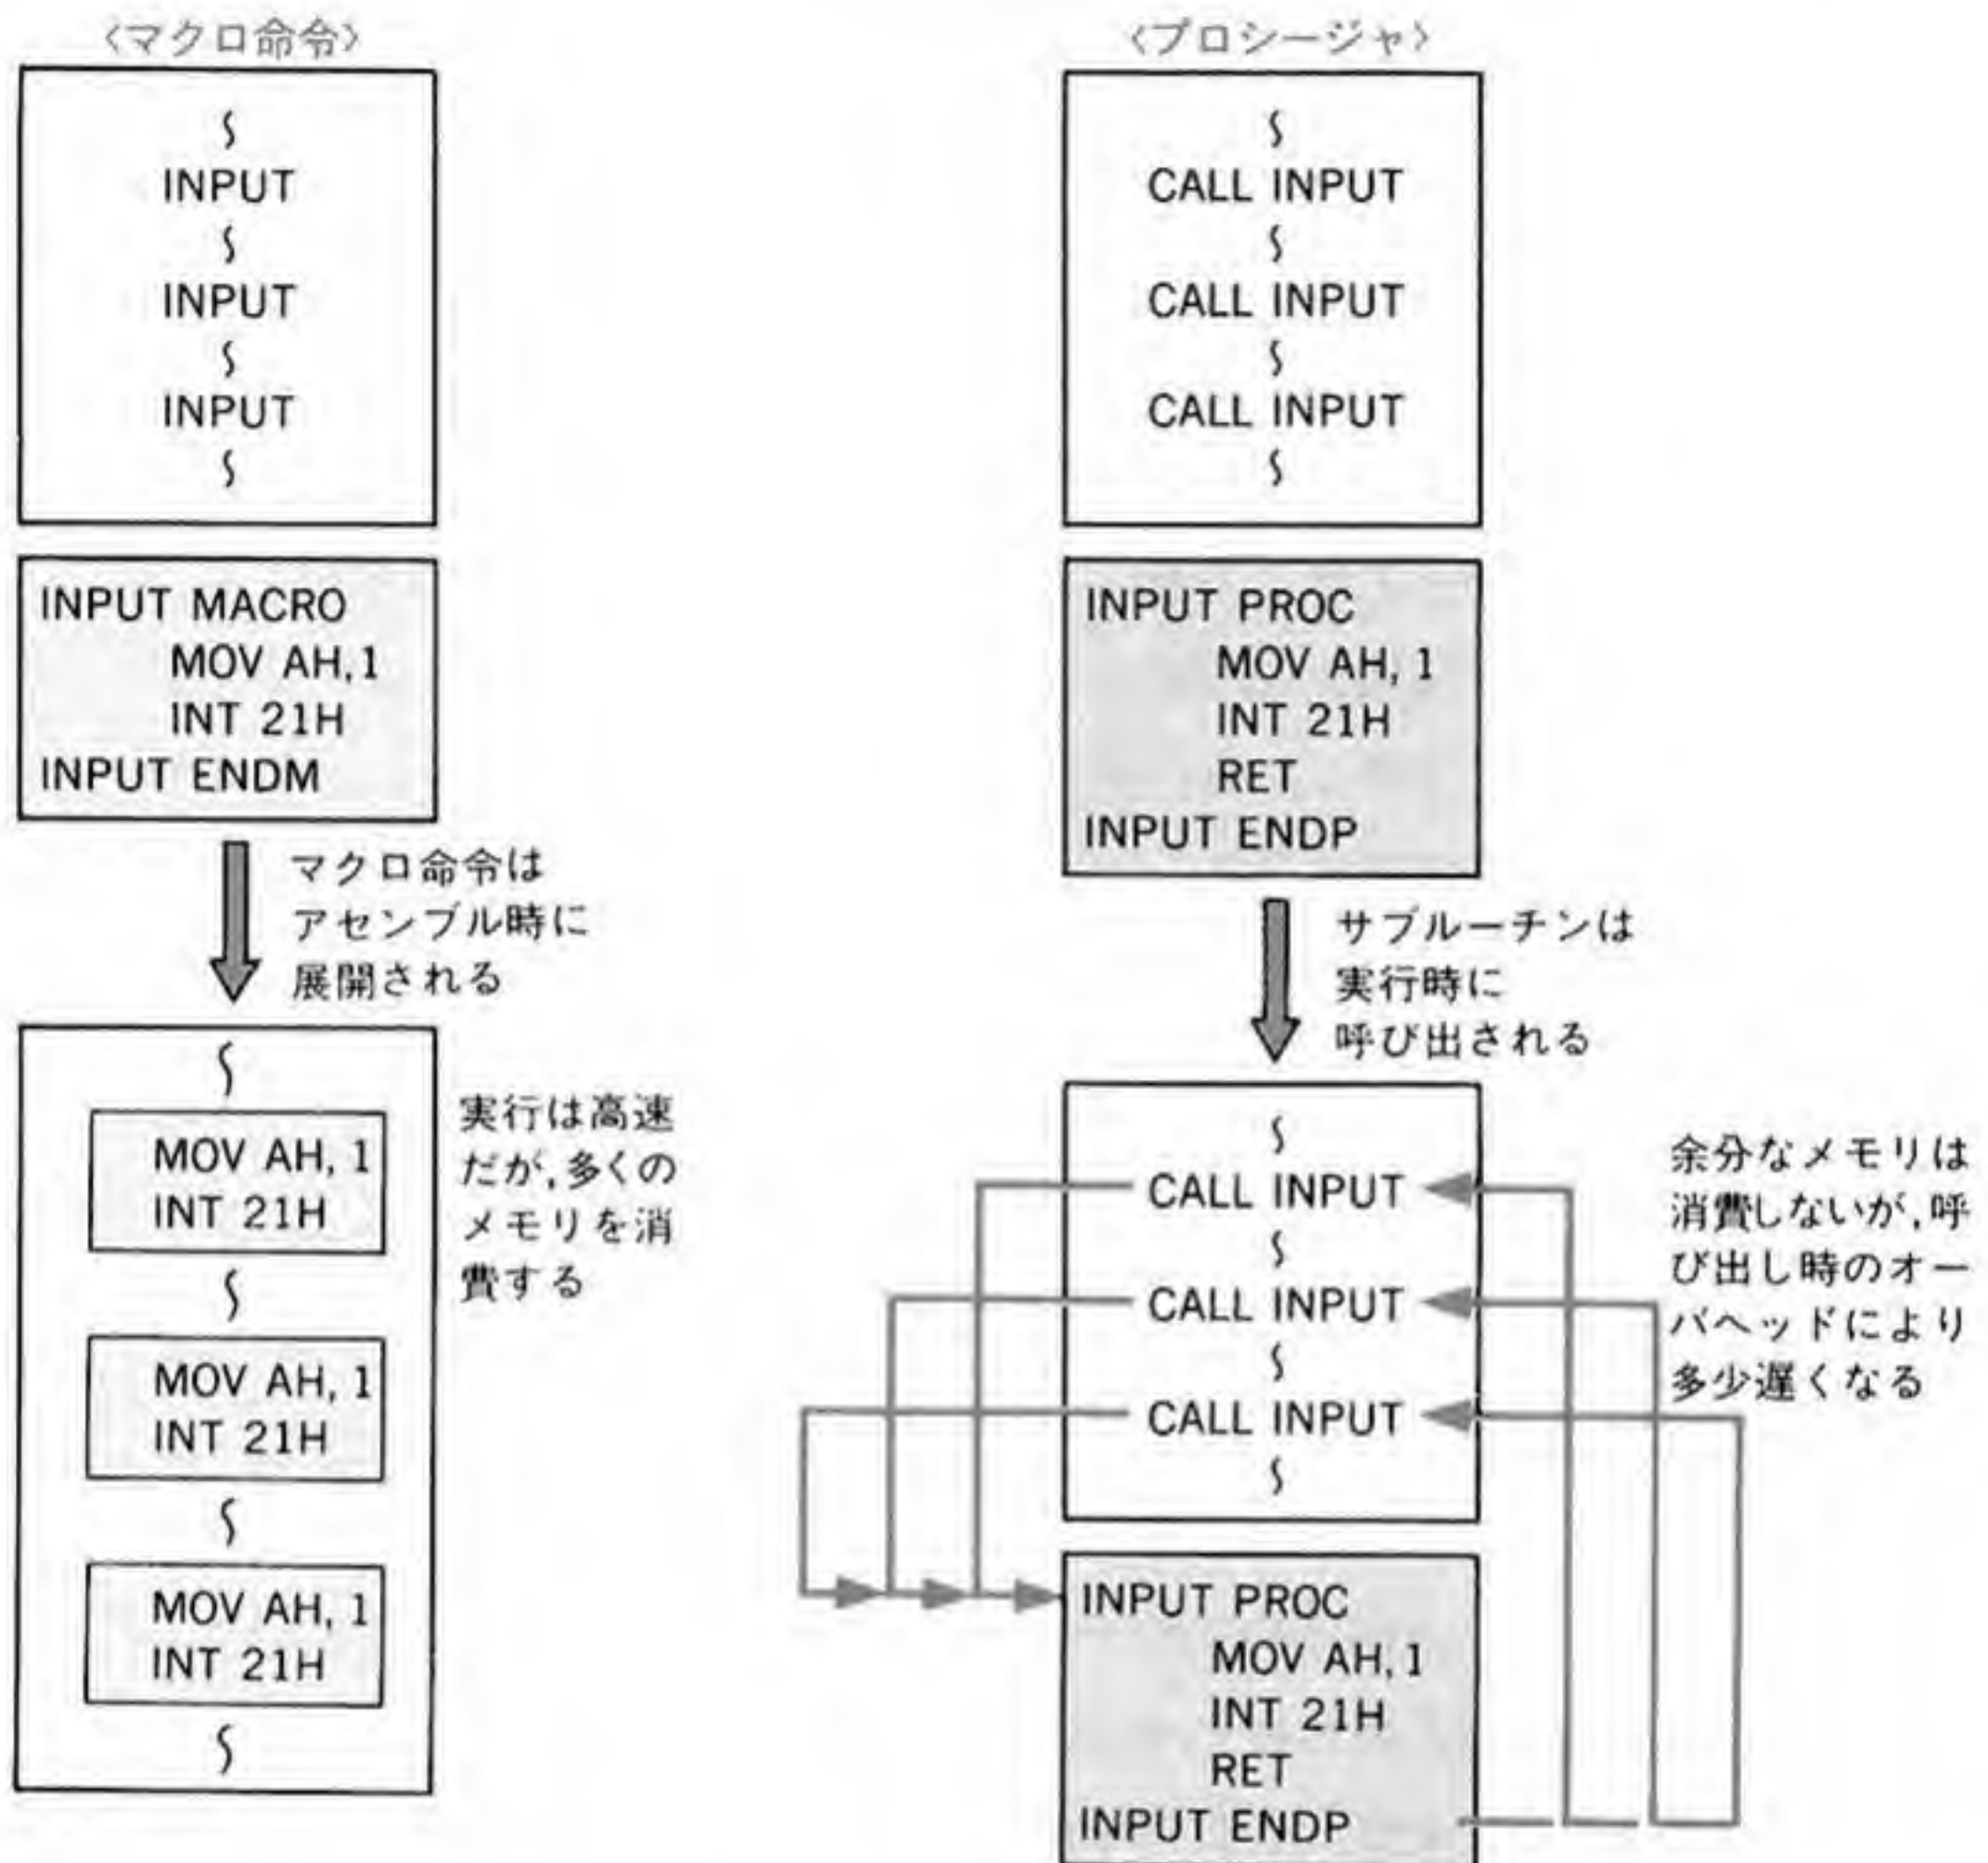 〈マクロ命令〉
∫
INPUT
∫
INPUT
∫
INPUT
∫
INPUT MACRO
MOV AH, 1
INT 21H
INPUT ENDM
マクロ命令は
アセンブル時に
展開される
∫
MOV AH, 1
INT 21H
∫
MOV AH, 1
INT 21H
∫
MOV AH, 1
INT 21H
∫
実行は高速
だが,多くの
メモリを消
費する
〈プロシージャ〉
∫
CALL INPUT
∫
CALL INPUT
∫
CALL INPUT
∫
INPUT PROC
MOV AH, 1
INT 21H
RET
INPUT ENDP
サブルーチンは
実行時に
呼び出される
∫
CALL INPUT
∫
CALL INPUT
∫
CALL INPUT
∫
INPUT PROC
MOV AH, 1
INT 21H
RET
INPUT ENDP
余分なメモリは
消費しないが,呼
び出し時のオー
バヘッドにより
多少遅くなる